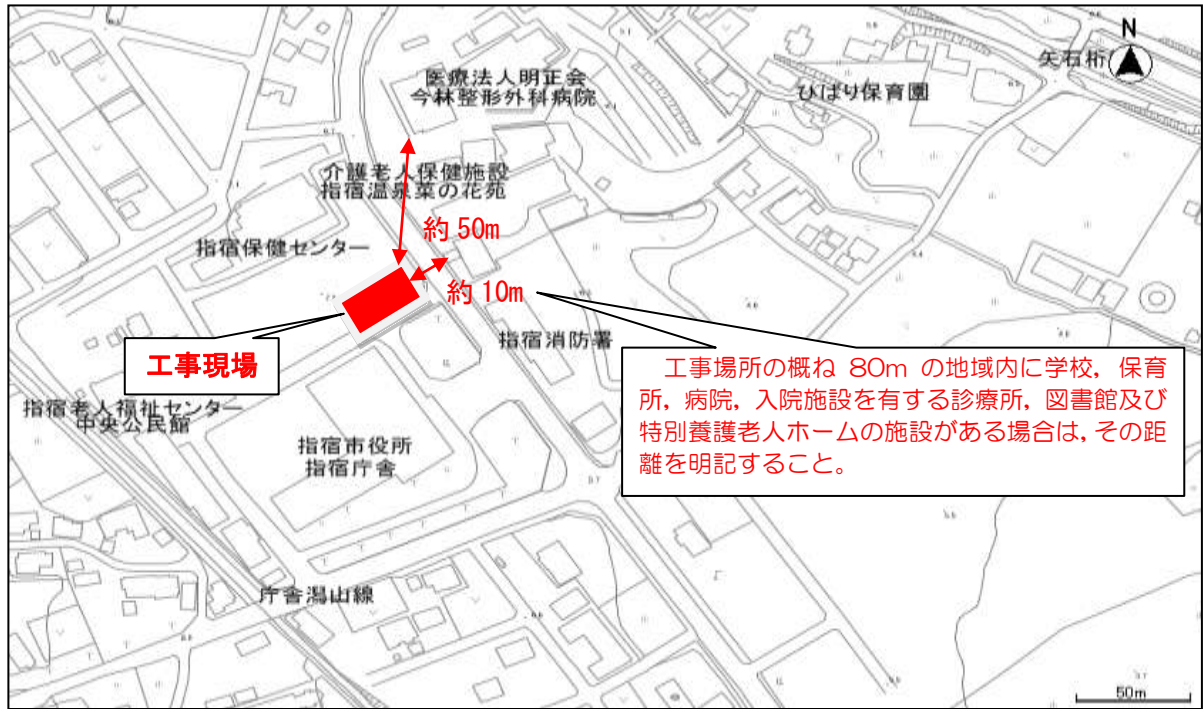 N
矢石桁
医療法人明正会
今林整形外科病院
ひばり保育園
介護老人保健施設
指宿温泉菜の花苑
約50m
指宿保健センター
約10m
指宿消防署
工事現場
工事場所の概ね 80m の地域内に学校，保育
所，病院，入院施設を有する診療所，図書館及び
特別養護老人ホームの施設がある場合は，その距
離を明記すること。
指宿老人福祉センター
中央公民館
指宿市役所
指宿庁舎
庁舎潟山線
50m